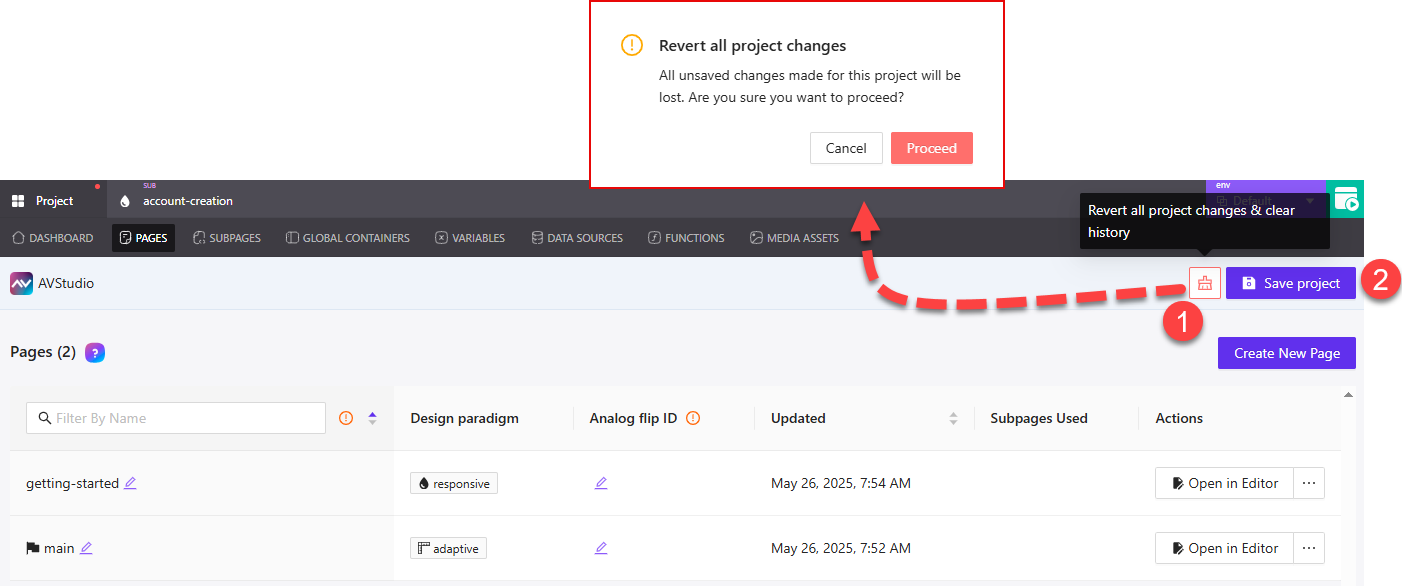 Revert all project changes
All unsaved changes made for this project will be
lost. Are you sure you want to proceed?
Cancel
Proceed
Project
SUB
account-creation
env
Default
Revert all project changes & clear
history
DASHBOARD
PAGES
SUBPAGES
GLOBAL CONTAINERS
VARIABLES
DATA SOURCES
FUNCTIONS
MEDIA ASSETS
AVStudio
Save project
2
1
Pages (2)
?
Create New Page
Filter By Name
Design paradigm
Analog flip ID
Updated
Subpages Used
Actions
getting-started
responsive
May 26, 2025, 7:54 AM
Open in Editor
main
adaptive
May 26, 2025, 7:52 AM
Open in Editor